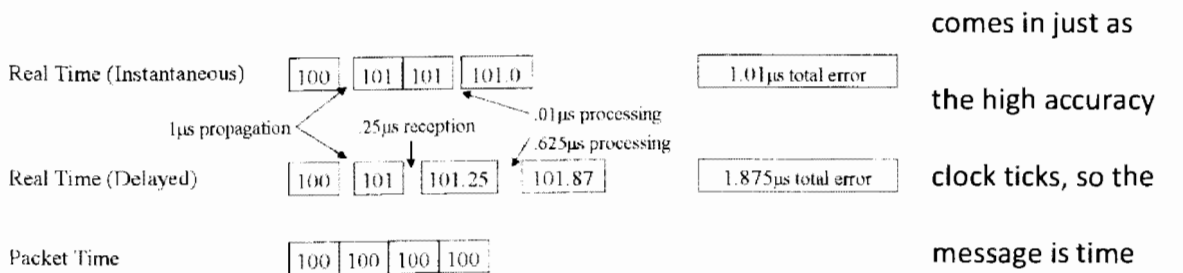 comes in just as
Real Time (Instantaneous) 100 101 101 101.0 1.01µs total error
the high accuracy
1µs propagation .25µs reception .01µs processing
.625µs processing
Real Time (Delayed) 100 101 101.25 101.87 1.875µs total error
clock ticks, so the
Packet Time 100 100 100 100
message is time